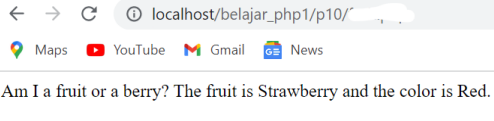 localhost/belajar_php1/p10/
Maps YouTube Gmail GE News
Am I a fruit or a berry? The fruit is Strawberry and the color is Red.